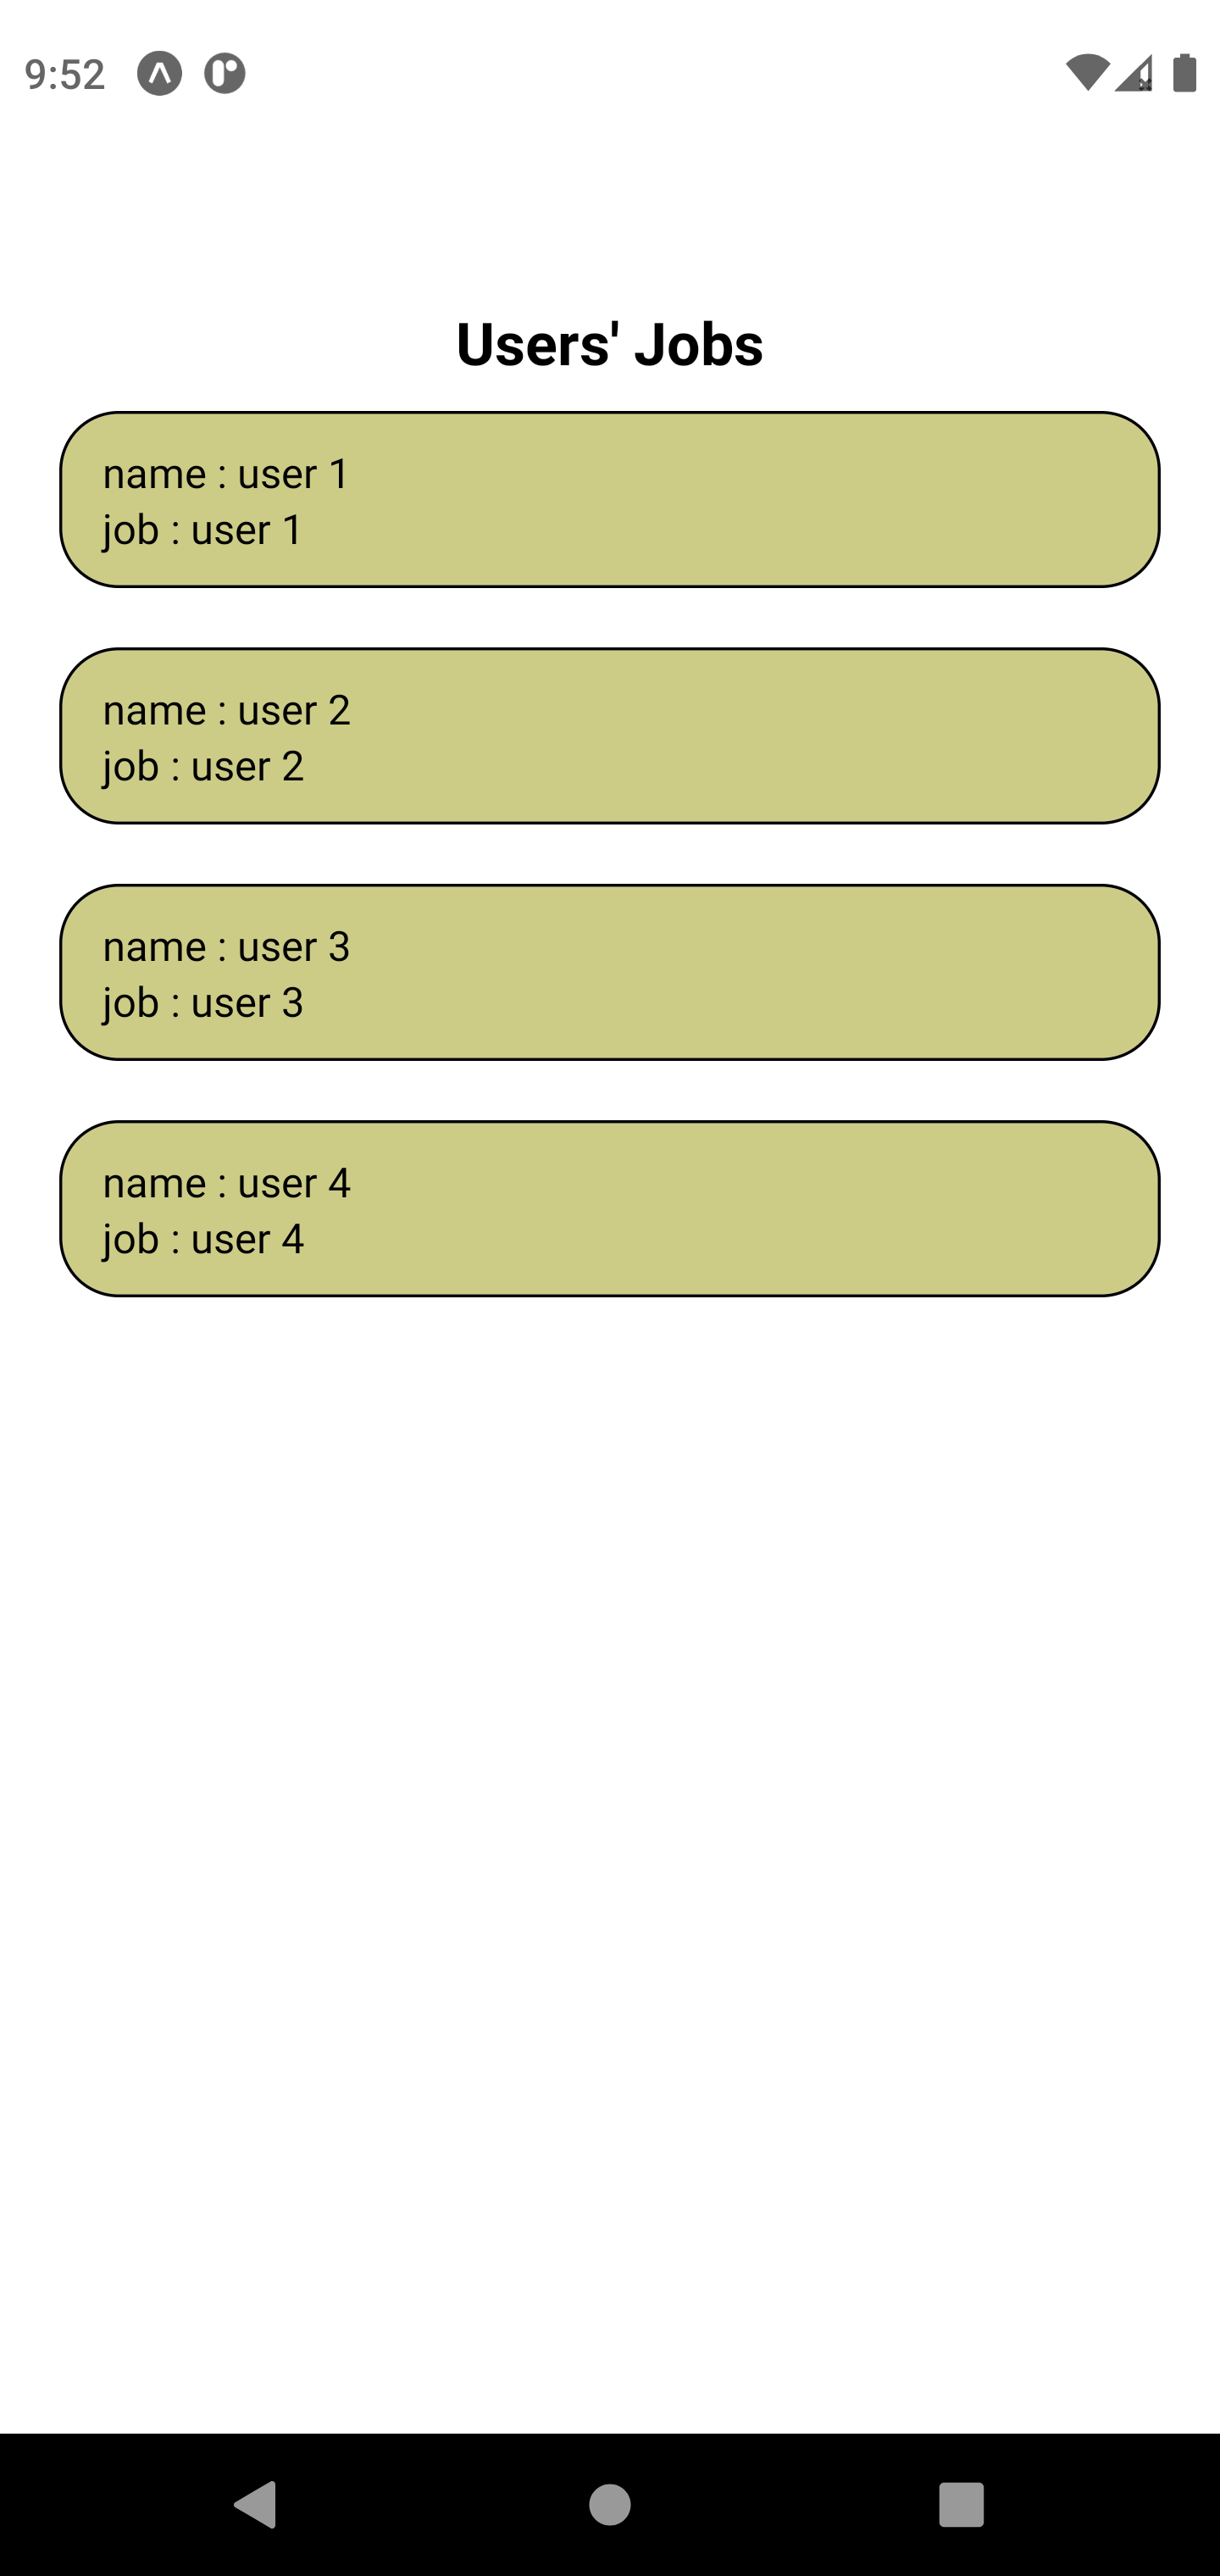 9:52
Users' Jobs
name : user 1
job : user 1
name : user 2
job : user 2
name : user 3
job : user 3
name : user 4
job : user 4